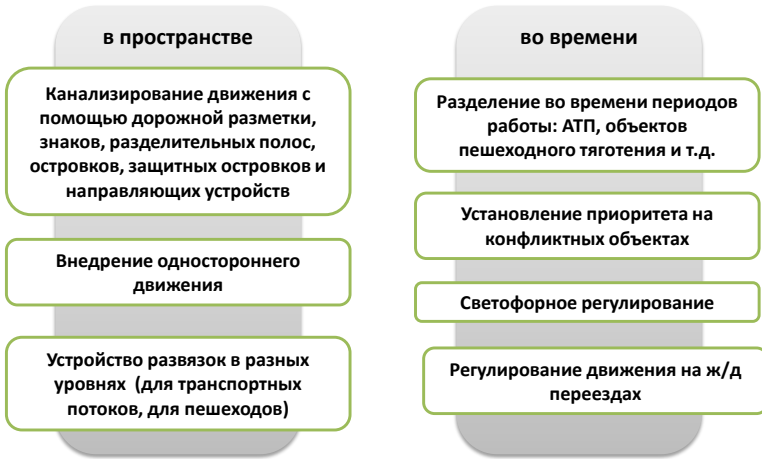 в пространстве
Канализирование движения с
помощью дорожной разметки,
знаков, разделительных полос,
островков, защитных островков и
направляющих устройств
Внедрение одностороннего
движения
Устройство развязок в разных
уровнях (для транспортных
потоков, для пешеходов)
во времени
Разделение во времени периодов
работы: АТП, объектов
пешеходного тяготения и т.д.
Установление приоритета на
конфликтных объектах
Светофорное регулирование
Регулирование движения на ж/д
переездах